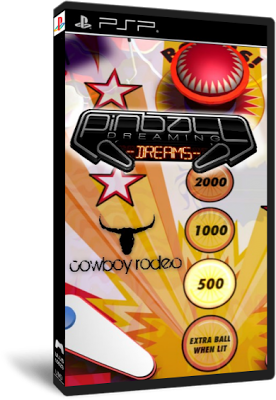 PSP
Pinball
DREAMING
-DREAMS-
2000
1000
cowboy rodeo
500
EXTRA BALL
WHEN LIT